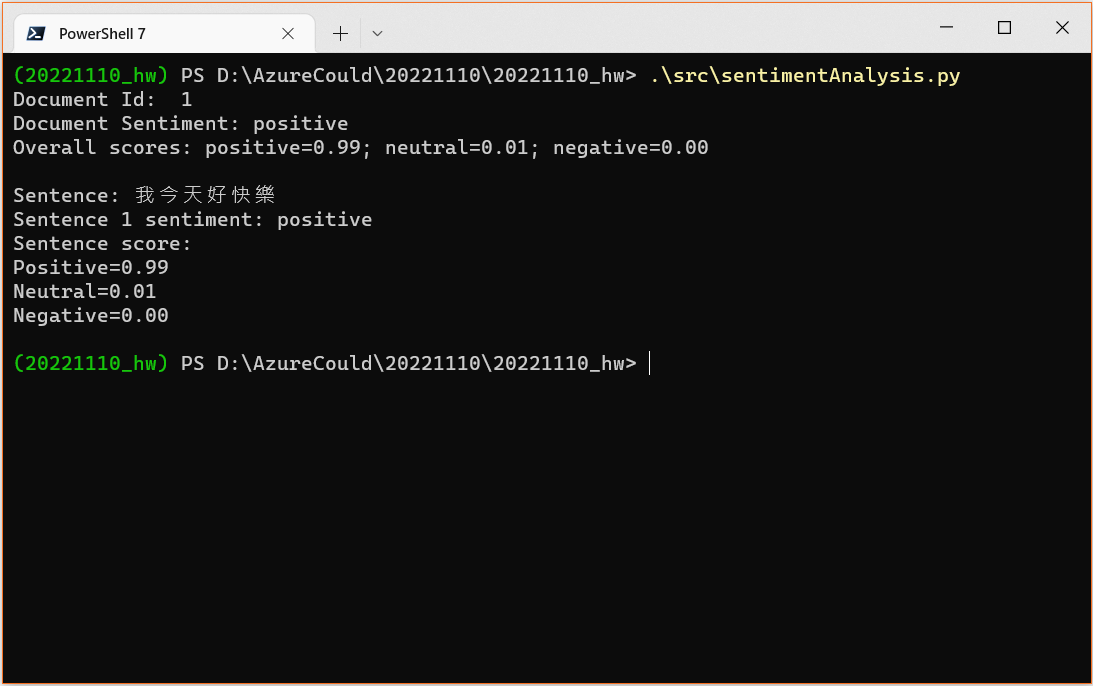 PowerShell 7
(20221110_hw) PS D:\AzureCould\20221110\20221110_hw> .\src\sentimentAnalysis.py
Document Id:  1
Document Sentiment: positive
Overall scores: positive=0.99; neutral=0.01; negative=0.00
Sentence: 我今天好快樂
Sentence 1 sentiment: positive
Sentence score:
Positive=0.99
Neutral=0.01
Negative=0.00
(20221110_hw) PS D:\AzureCould\20221110\20221110_hw>